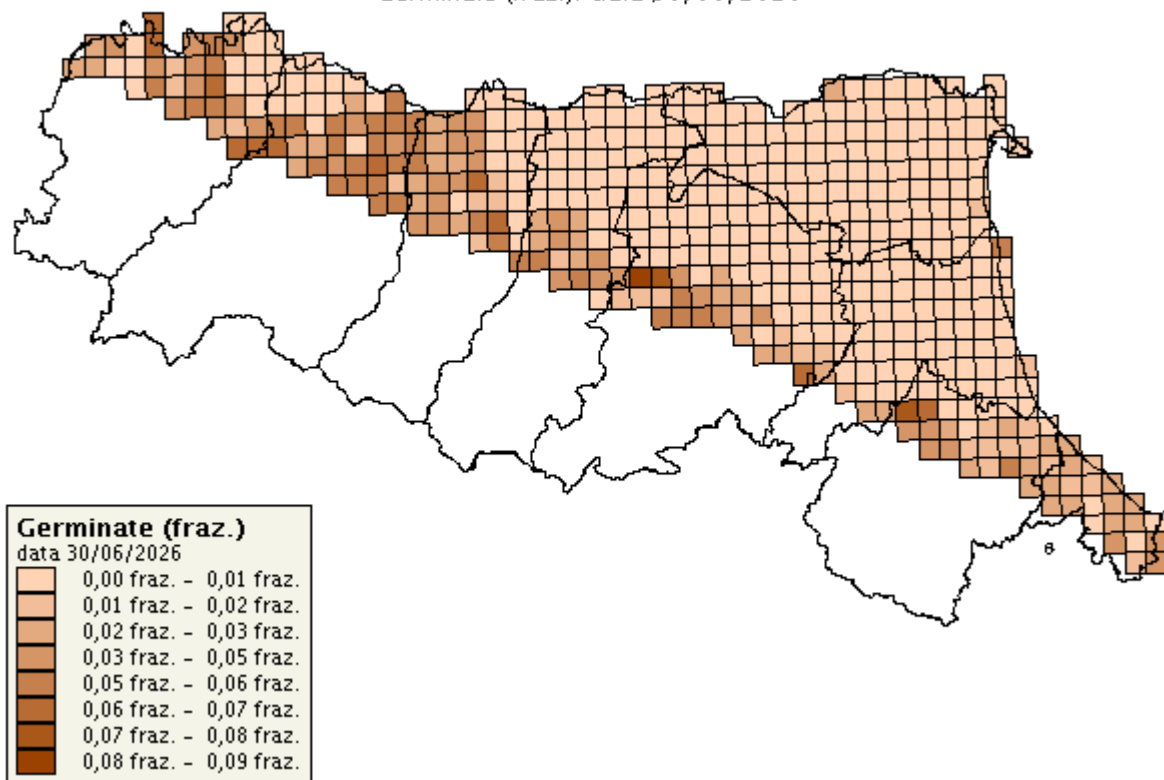 Germinate (fraz.)
data 30/06/2026
0,00 fraz. - 0,01 fraz.
0,01 fraz. - 0,02 fraz.
0,02 fraz. - 0,03 fraz.
0,03 fraz. - 0,05 fraz.
0,05 fraz. - 0,06 fraz.
0,06 fraz. - 0,07 fraz.
0,07 fraz. - 0,08 fraz.
0,08 fraz. - 0,09 fraz.